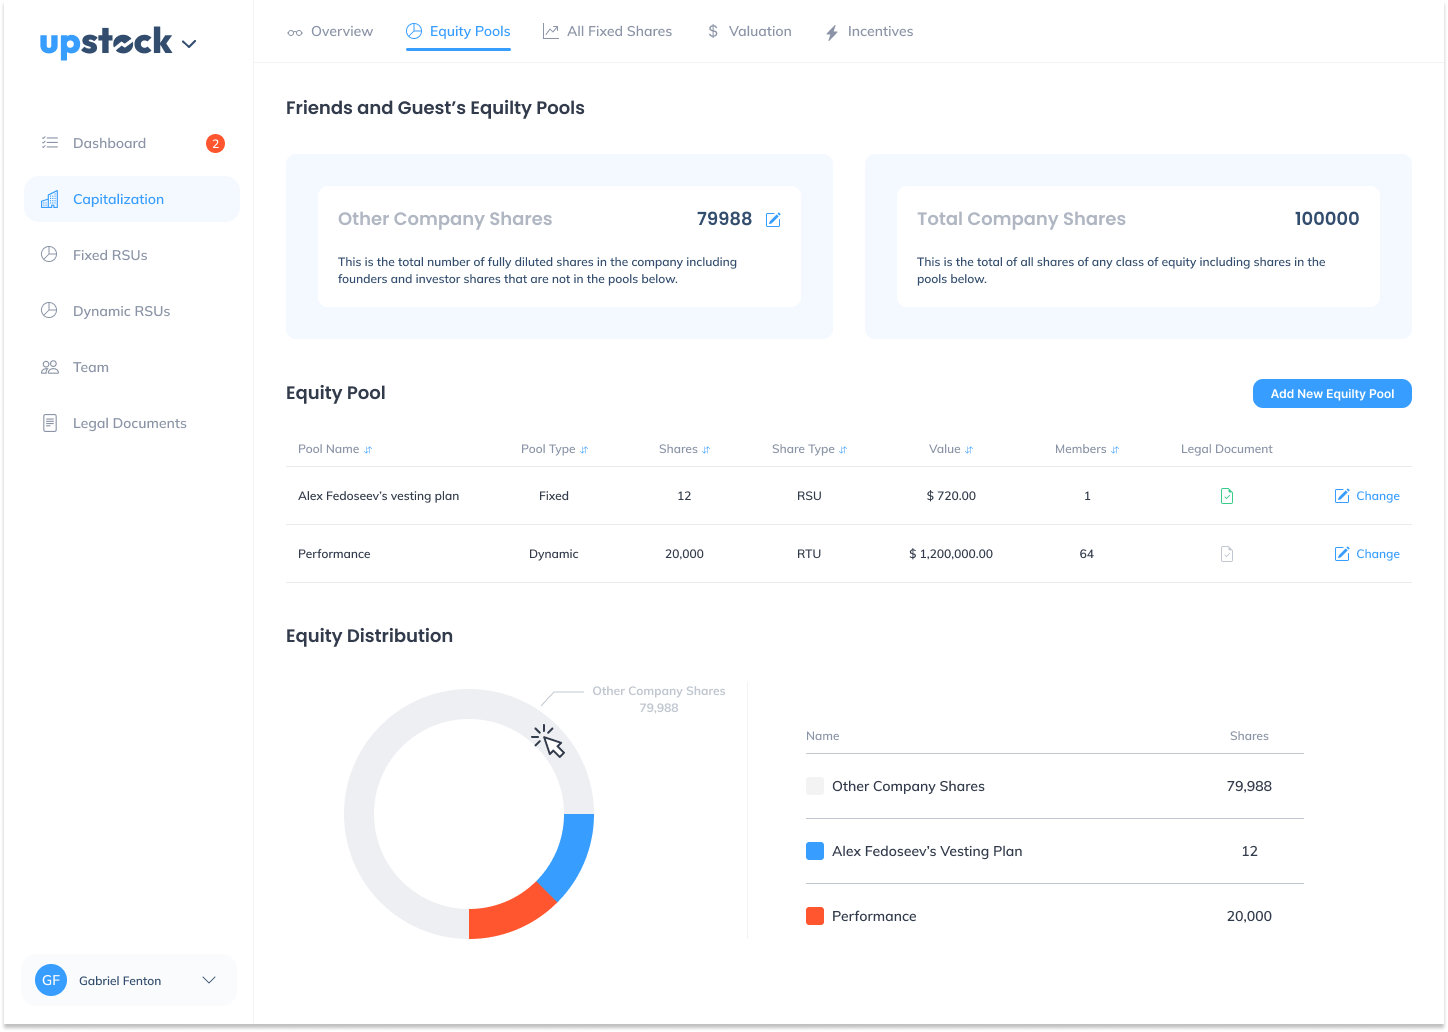 upstock
Overview
Equity Pools
All Fixed Shares
$ Valuation
Incentives
Dashboard
2
Capitalization
Fixed RSUs
Dynamic RSUs
Team
Legal Documents
GF
Gabriel Fenton
Friends and Guest’s Equilty Pools
Other Company Shares 79988
This is the total number of fully diluted shares in the company including
founders and investor shares that are not in the pools below.
Total Company Shares 100000
This is the total of all shares of any class of equity including shares in the
pools below.
Equity Pool
Add New Equilty Pool
Pool Name Pool Type Shares Share Type Value Members Legal Document
Alex Fedoseev’s vesting plan Fixed 12 RSU $ 720.00 1 Change
Performance Dynamic 20,000 RTU $ 1,200,000.00 64 Change
Equity Distribution
Other Company Shares
79,988
Name Shares
Other Company Shares 79,988
Alex Fedoseev’s Vesting Plan 12
Performance 20,000